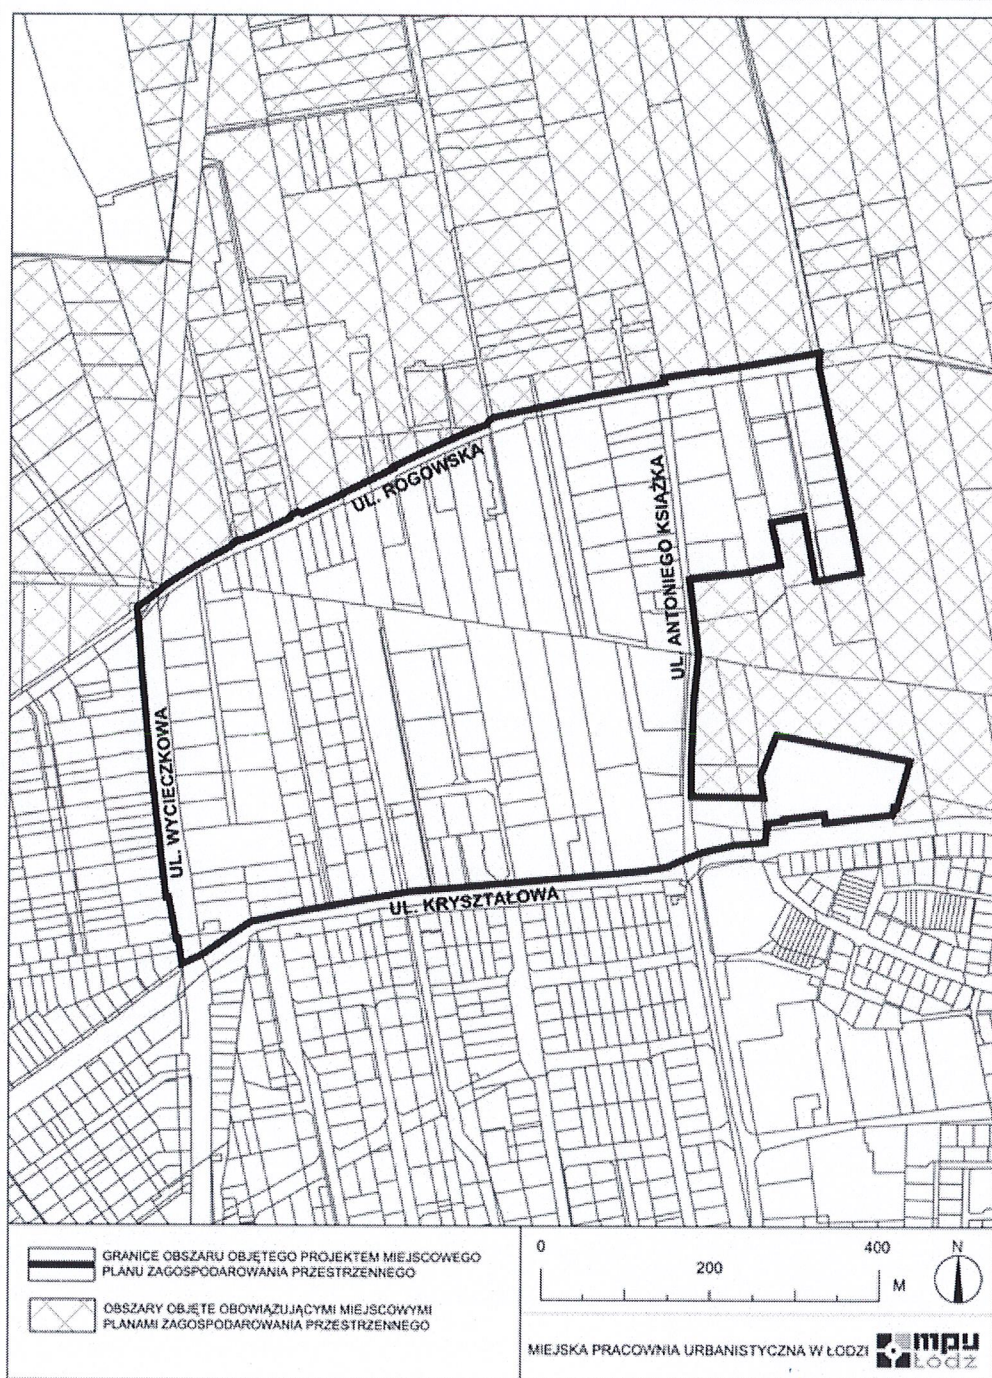 UL. ROGOWSKA
UL. ANTONIEGO KSIĄŻKA
UL. WYCIECZKOWA
UL. KRYSZTAŁOWA
GRANICE OBSZARU OBJĘTEGO PROJEKTEM MIEJSCOWEGO
PLANU ZAGOSPODAROWANIA PRZESTRZENNEGO
OBSZARY OBJĘTE OBOWIĄZUJĄCYMI MIEJSCOWYMI
PLANAMI ZAGOSPODAROWANIA PRZESTRZENNEGO
0 200 400 M
N
MIEJSKA PRACOWNIA URBANISTYCZNA W ŁODZI
mpu
Łódź